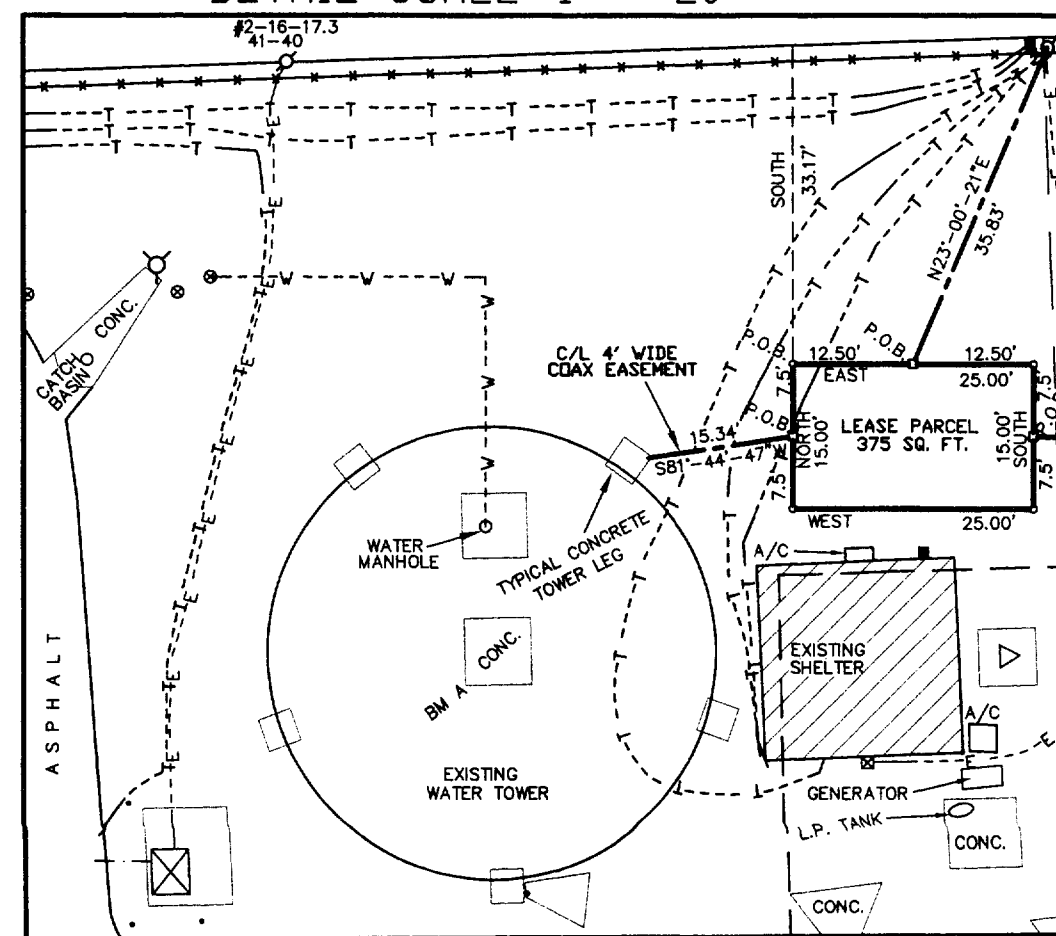 #2-16-17.3
41-40
SOUTH
33.17'
N23°-00'-21"E
35.83'
CATCH
BASIN
CONC.
C/L 4' WIDE
COAX EASEMENT
P.O.B.
P.O.B.
12.50'
12.50'
EAST
25.00'
7.5'
7.5'
P.O.B.
15.34'
S81°-44'-47"W
NORTH
15.00'
LEASE PARCEL
375 SQ. FT.
15.00'
SOUTH
7.5'
7.5'
WEST
25.00'
WATER
MANHOLE
TYPICAL CONCRETE
TOWER LEG
A/C
CONC.
BM A
EXISTING
SHELTER
ASPHALT
A/C
EXISTING
WATER TOWER
GENERATOR
L.P. TANK
CONC.
CONC.